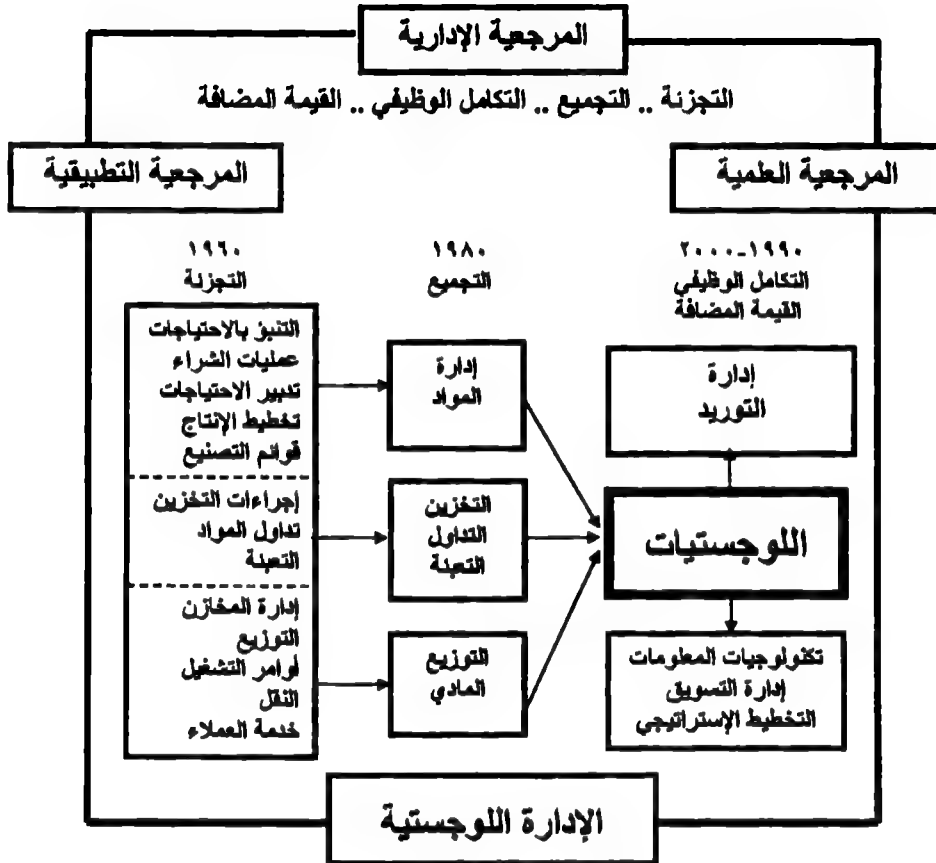 المرجعية الإدارية
التجزئة .. التجميع .. التكامل الوظيفي .. القيمة المضافة
المرجعية العلمية
المرجعية التطبيقية
١٩٦٠
التجزئة
التنبؤ بالاحتياجات
عمليات الشراء
تدبير الاحتياجات
تخطيط الإنتاج
قوائم التصنيع
إجراءات التخزين
تداول المواد
التعبئة
إدارة المخازن
التوزيع
أوامر التشغيل
النقل
خدمة العملاء
١٩٨٠
التجميع
إدارة
المواد
التخزين
التداول
التعبئة
التوزيع
المادي
١٩٩٠-٢٠٠٠
التكامل الوظيفي
القيمة المضافة
إدارة
التوريد
اللوجستيات
تكنولوجيات المعلومات
إدارة التسويق
التخطيط الإستراتيجي
الإدارة اللوجستية